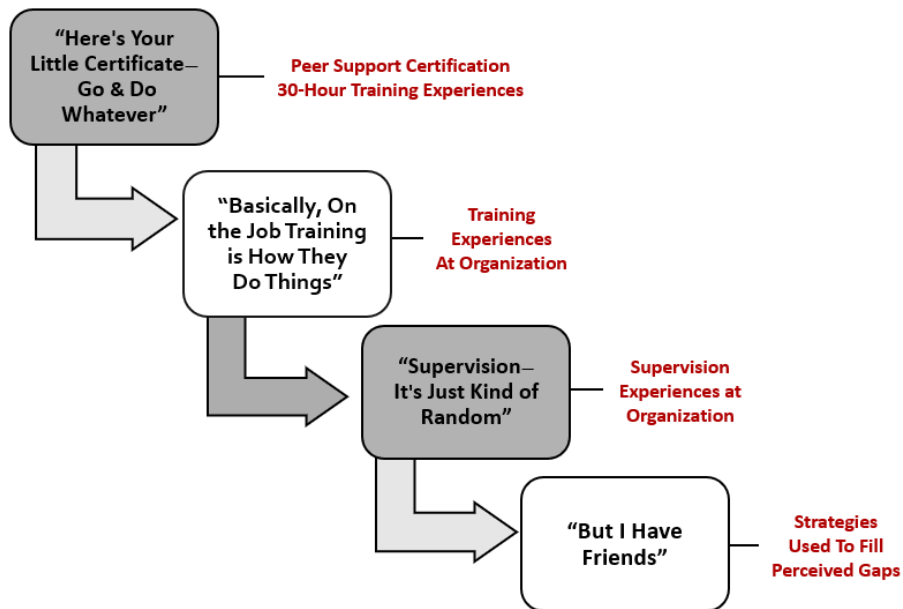 “Here's Your
Little Certificate—
Go & Do
Whatever”
Peer Support Certification
30-Hour Training Experiences
“Basically, On
the Job Training
is How They
Do Things”
Training
Experiences
At Organization
“Supervision—
It's Just Kind of
Random”
Supervision
Experiences at
Organization
“But I Have
Friends”
Strategies
Used To Fill
Perceived Gaps